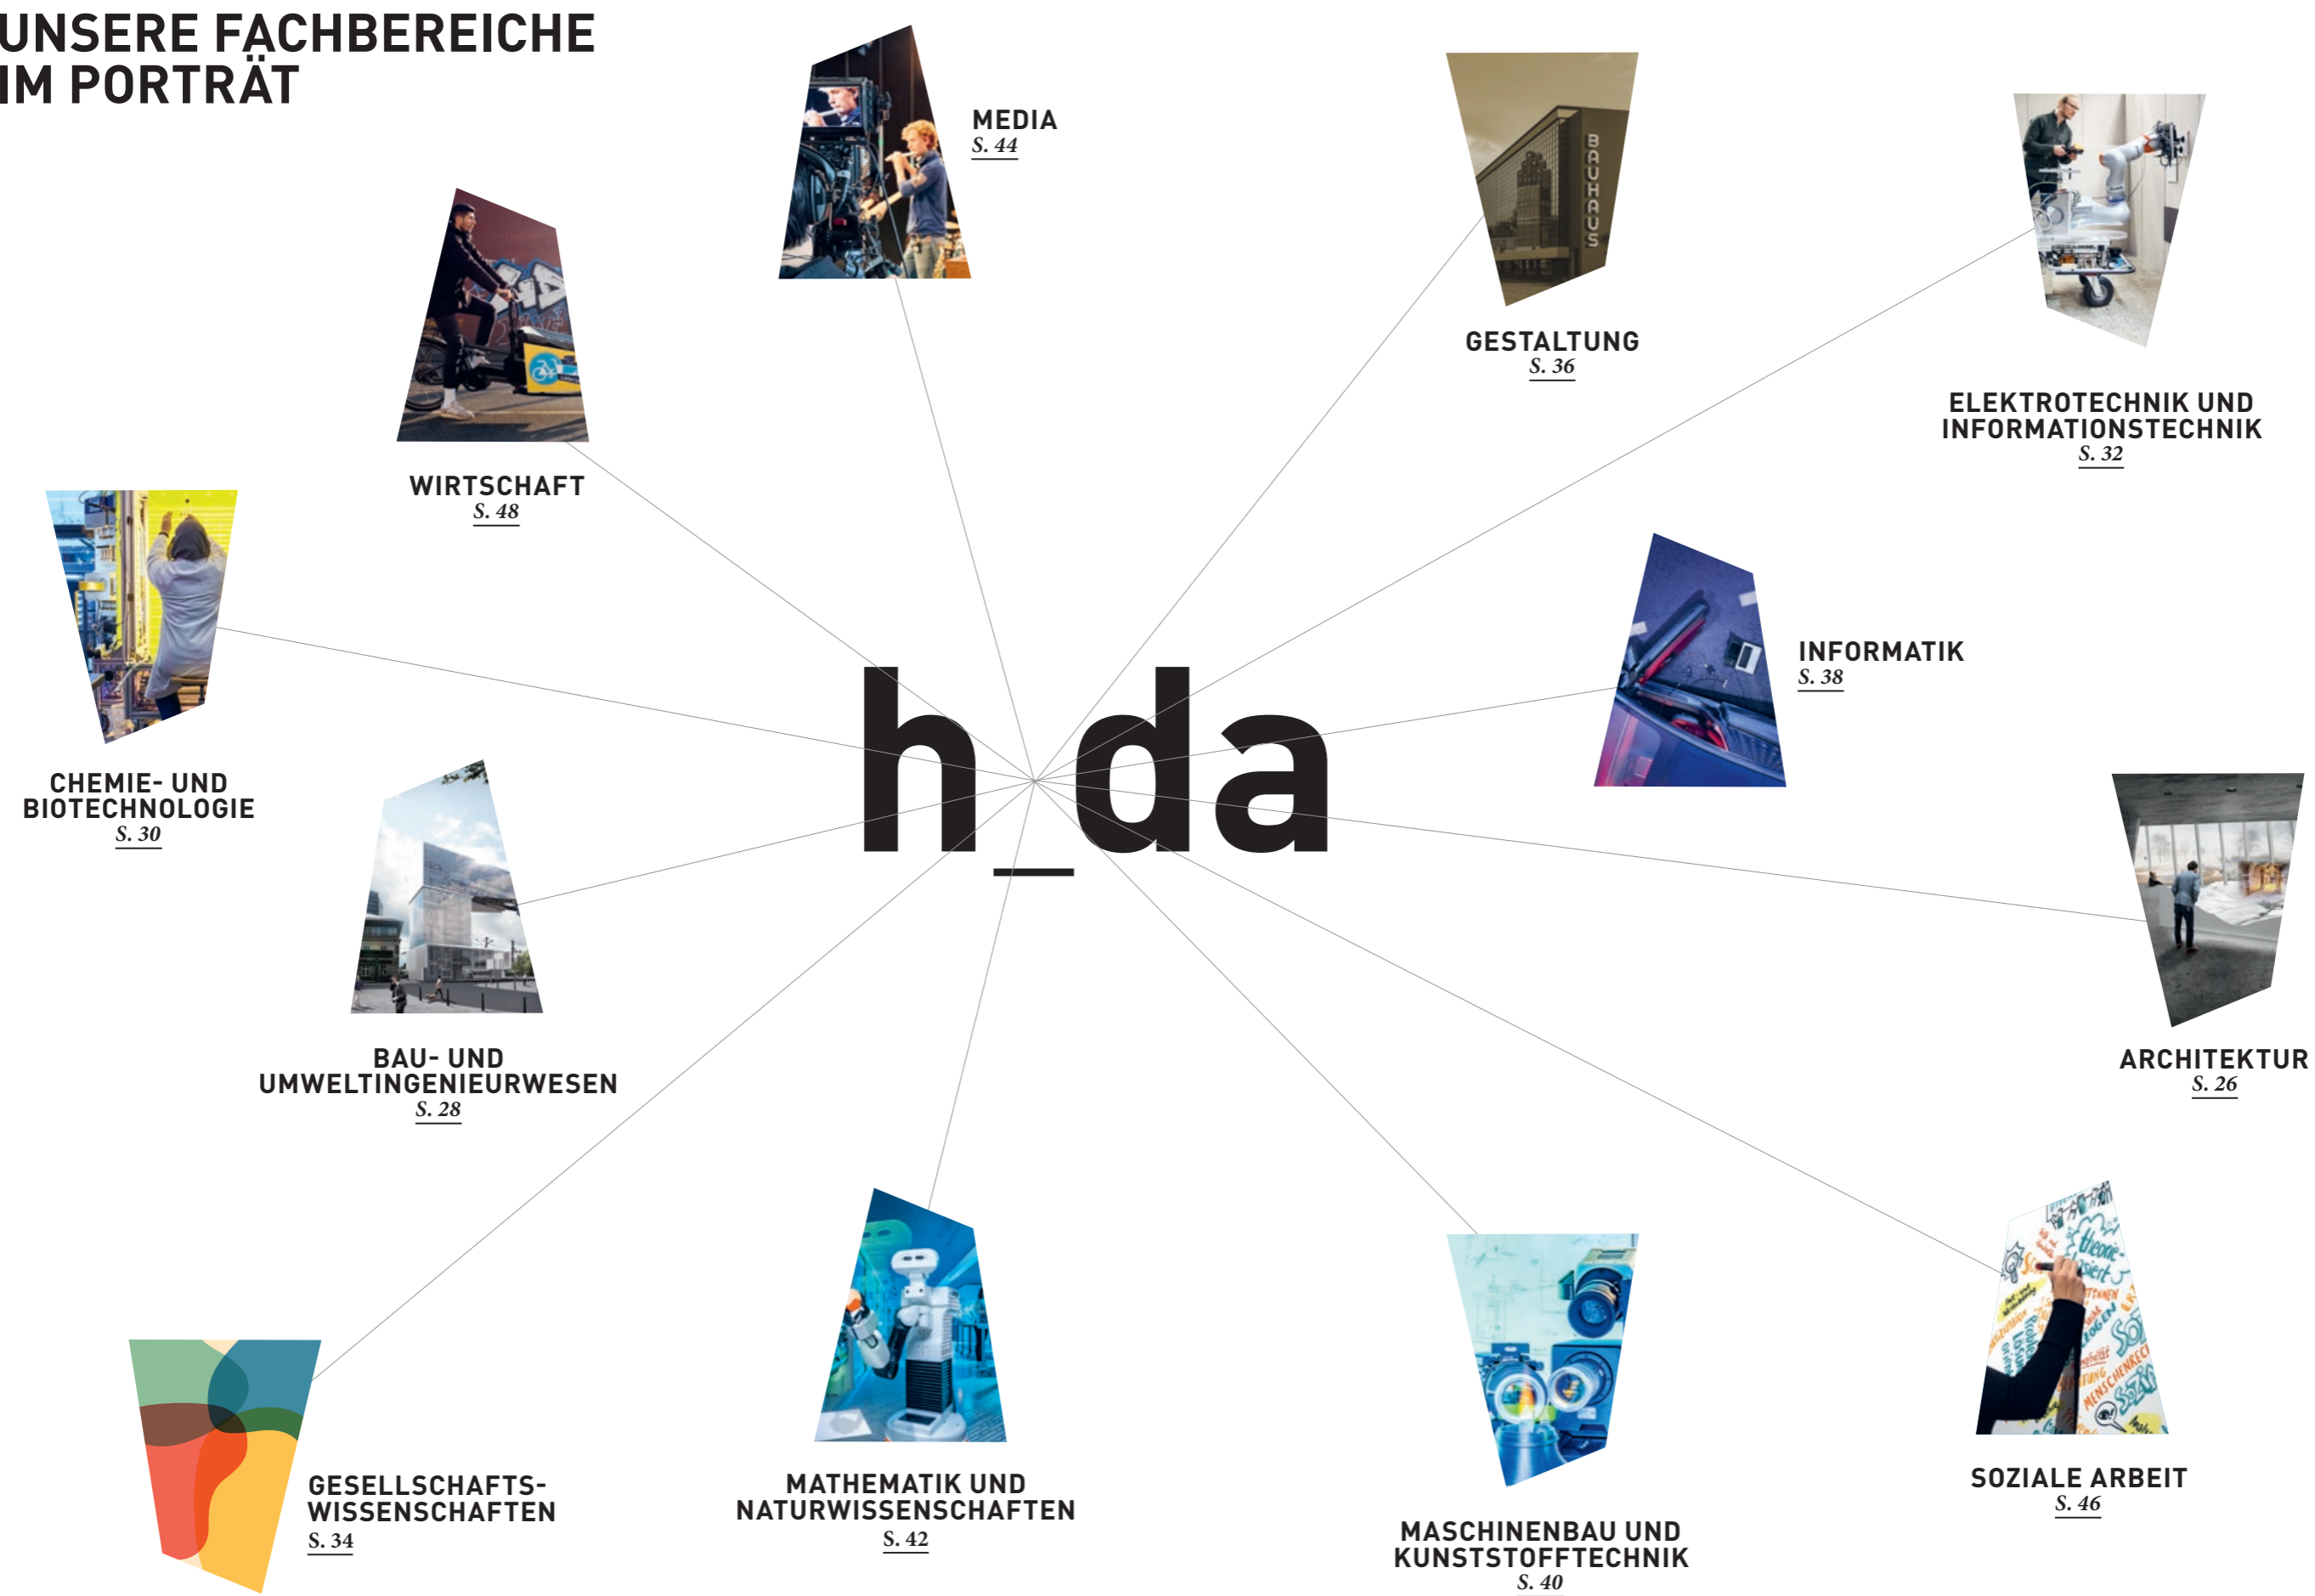 UNSERE FACHBEREICHE
IM PORTRÄT
MEDIA
S. 44
BAUHAUS
GESTALTUNG
S. 36
ELEKTROTECHNIK UND
INFORMATIONSTECHNIK
S. 32
WIRTSCHAFT
S. 48
INFORMATIK
S. 38
h_da
CHEMIE- UND
BIOTECHNOLOGIE
S. 30
BAU- UND
UMWELTINGENIEURWESEN
S. 28
ARCHITEKTUR
S. 26
theorie-
GESELLSCHAFTS-
WISSENSCHAFTEN
S. 34
MATHEMATIK UND
NATURWISSENSCHAFTEN
S. 42
MASCHINENBAU UND
KUNSTSTOFFTECHNIK
S. 40
SOZIALE ARBEIT
S. 46